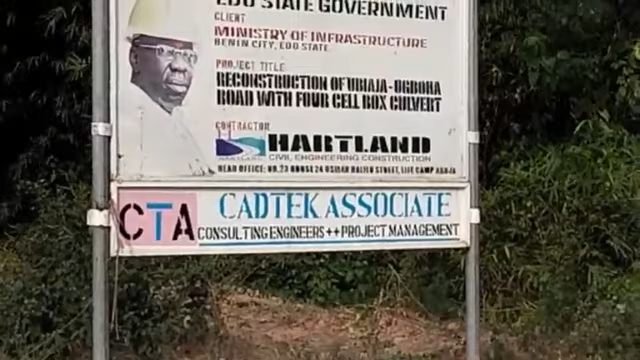 EDO STATE GOVERNMENT
CLIENT
MINISTRY OF INFRASTRUCTURE
BENIN CITY, EDO STATE
PROJECT TITLE
RECONSTRUCTION OF UBIAJA - UGBOHA
ROAD WITH FOUR CELL BOX CULVERT
CONTRACTOR
HARTLAND
CIVIL ENGINEERING CONSTRUCTION
HARTLAND
HEAD OFFICE: NO. 23 HOUSE 24 USMAN STREET, LIFE CAMP ABUJA
CTA
CADTEK ASSOCIATE
CONSULTING ENGINEERS ++ PROJECT MANAGEMENT